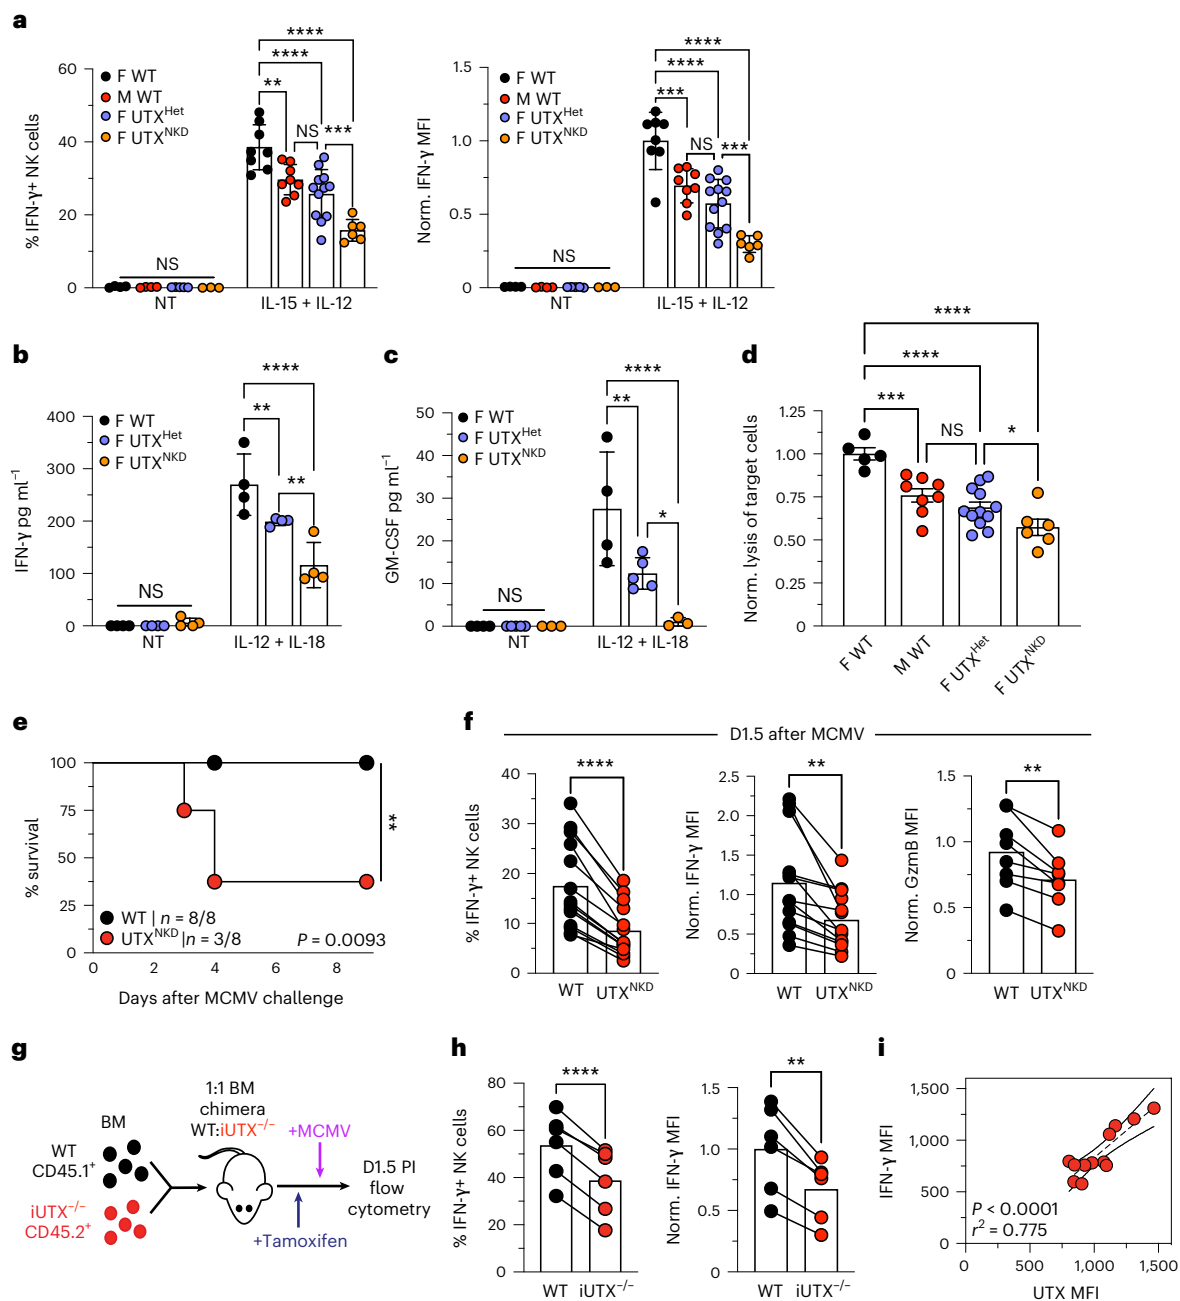 a
% IFN-γ+ NK cells
60
40
20
0
F WT
M WT
F UTX^Het
F UTX^NKD
****
****
**
NS
***
NS
NT
IL-15 + IL-12
Norm. IFN-γ MFI
1.5
1.0
0.5
0
F WT
M WT
F UTX^Het
F UTX^NKD
****
****
***
NS
***
NS
NT
IL-15 + IL-12
b
IFN-γ pg ml⁻¹
400
300
200
100
0
F WT
F UTX^Het
F UTX^NKD
****
**
**
NS
NT
IL-12 + IL-18
c
GM-CSF pg ml⁻¹
50
40
30
20
10
0
F WT
F UTX^Het
F UTX^NKD
****
**
*
NS
NT
IL-12 + IL-18
d
Norm. lysis of target cells
1.25
1.00
0.75
0.50
0.25
0
****
****
***
NS
*
F WT
M WT
F UTX^Het
F UTX^NKD
e
% survival
100
75
50
25
0
**
WT | n = 8/8
UTX^NKD |n = 3/8
P = 0.0093
0 2 4 6 8
Days after MCMV challenge
f
D1.5 after MCMV
% IFN-γ+ NK cells
40
30
20
10
0
****
WT UTX^NKD
Norm. IFN-γ MFI
2.5
2.0
1.5
1.0
0.5
0
**
WT UTX^NKD
Norm. GzmB MFI
1.5
1.0
0.5
0
**
WT UTX^NKD
g
BM
WT
CD45.1⁺
iUTX⁻/⁻
CD45.2⁺
1:1 BM
chimera
WT:iUTX⁻/⁻
+MCMV
+Tamoxifen
D1.5 PI
flow
cytometry
h
% IFN-γ+ NK cells
80
60
40
20
0
****
WT iUTX⁻/⁻
Norm. IFN-γ MFI
1.5
1.0
0.5
0
**
WT iUTX⁻/⁻
i
IFN-γ MFI
1,500
1,000
500
0
P < 0.0001
r² = 0.775
0 500 1,000 1,500
UTX MFI